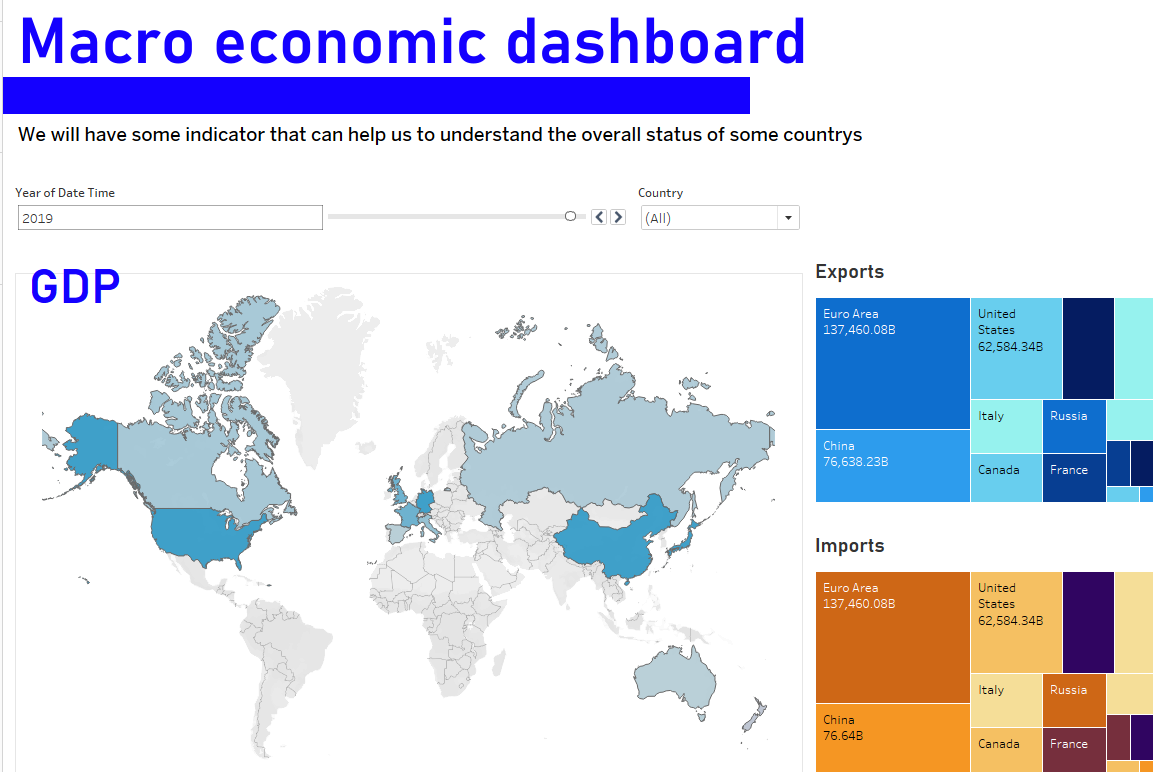 Macro economic dashboard
We will have some indicator that can help us to understand the overall status of some countrys
Year of Date Time
2019
Country
(All)
GDP
Exports
Euro Area
137,460.08B
United
States
62,584.34B
Italy
Russia
China
76,638.23B
Canada
France
Imports
Euro Area
137,460.08B
United
States
62,584.34B
Italy
Russia
China
76.64B
Canada
France